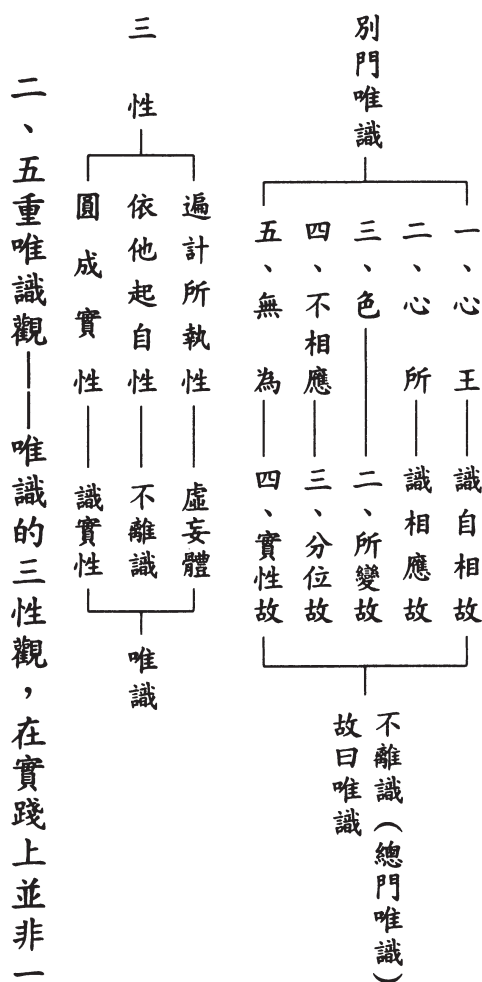 別門唯識
一、心王——識自相故
二、心所——識相應故
三、色——二、所變故
四、不相應——三、分位故
五、無為——四、實性故
不離識（總門唯識）
故曰唯識
三性
遍計所執性——虛妄體
依他起自性——不離識
圓成實性——識實性
唯識
二、五重唯識觀——唯識的三性觀，在實踐上並非一